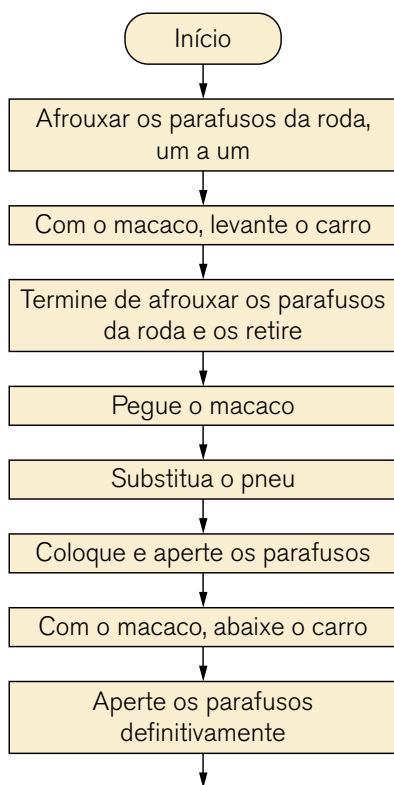 Início
Afrouxar os parafusos da roda,
um a um
Com o macaco, levante o carro
Termine de afrouxar os parafusos
da roda e os retire
Pegue o macaco
Substitua o pneu
Coloque e aperte os parafusos
Com o macaco, abaixe o carro
Aperte os parafusos
definitivamente